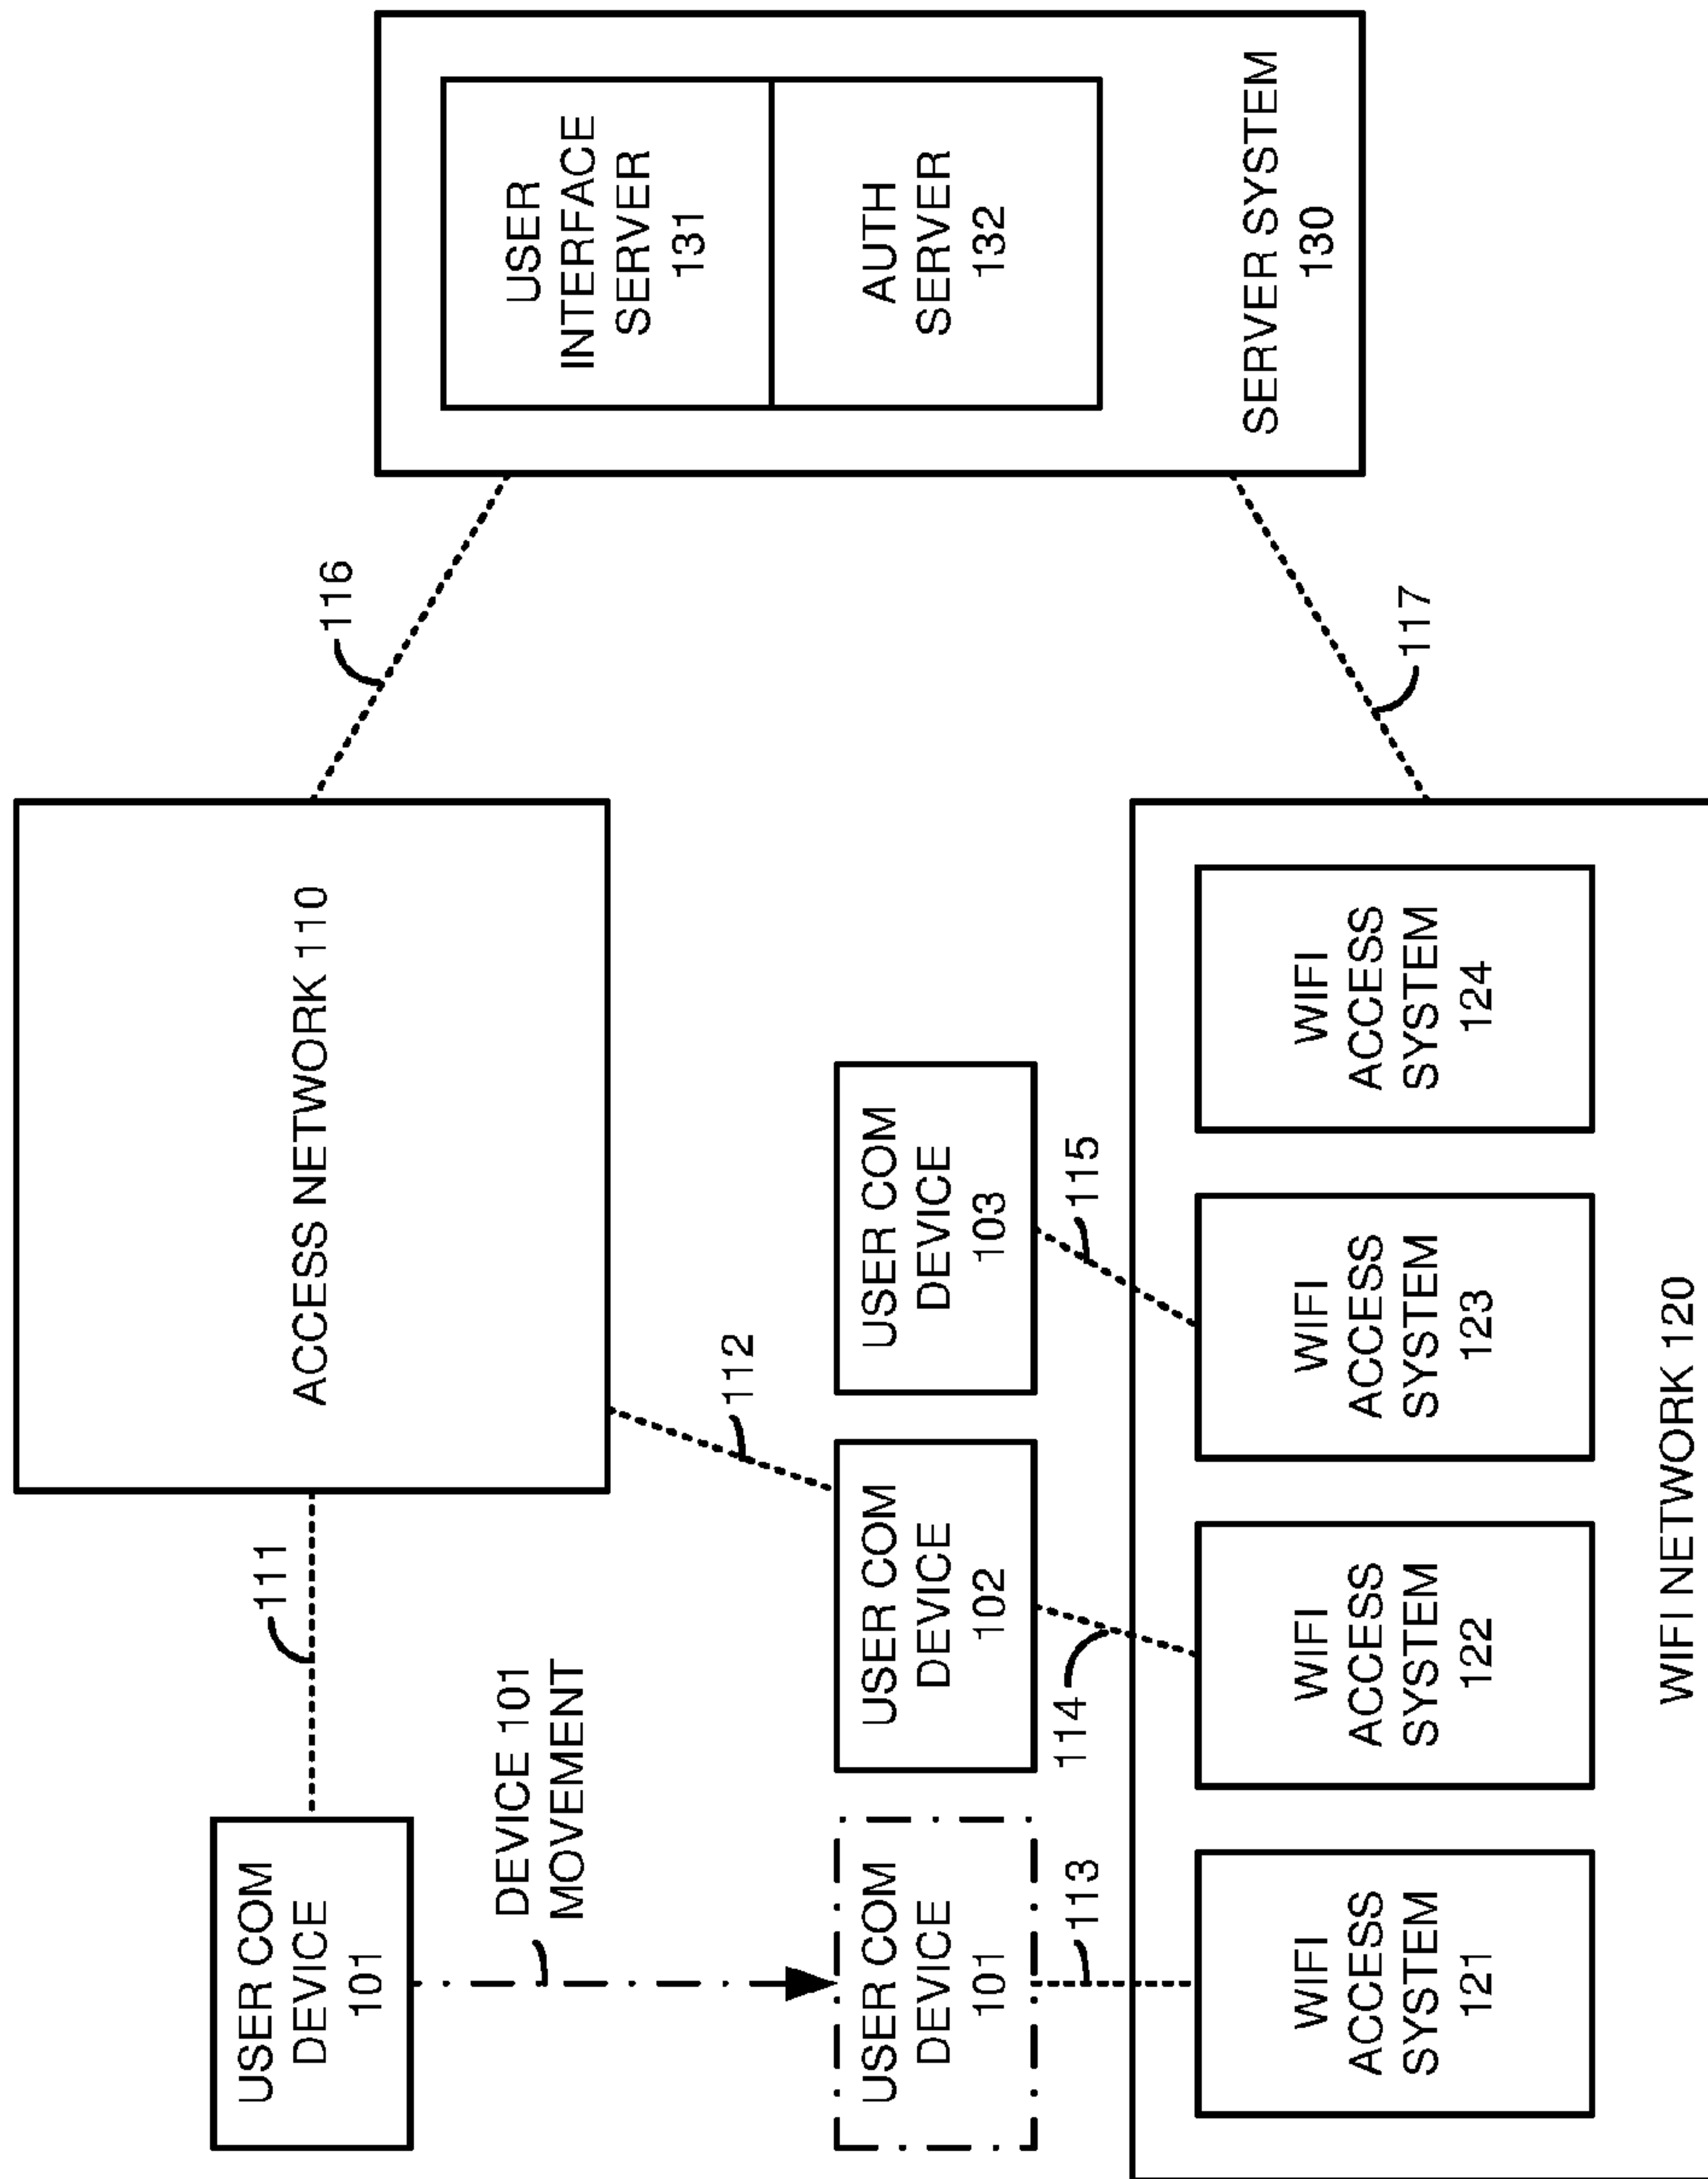 USER COM
DEVICE
101
111
ACCESS NETWORK 110
116
USER
INTERFACE
SERVER
131
AUTH
SERVER
132
SERVER SYSTEM
130
DEVICE 101
MOVEMENT
112
USER COM
DEVICE
101
USER COM
DEVICE
102
USER COM
DEVICE
103
113
114
115
117
WIFI
ACCESS
SYSTEM
121
WIFI
ACCESS
SYSTEM
122
WIFI
ACCESS
SYSTEM
123
WIFI
ACCESS
SYSTEM
124
WIFI NETWORK 120